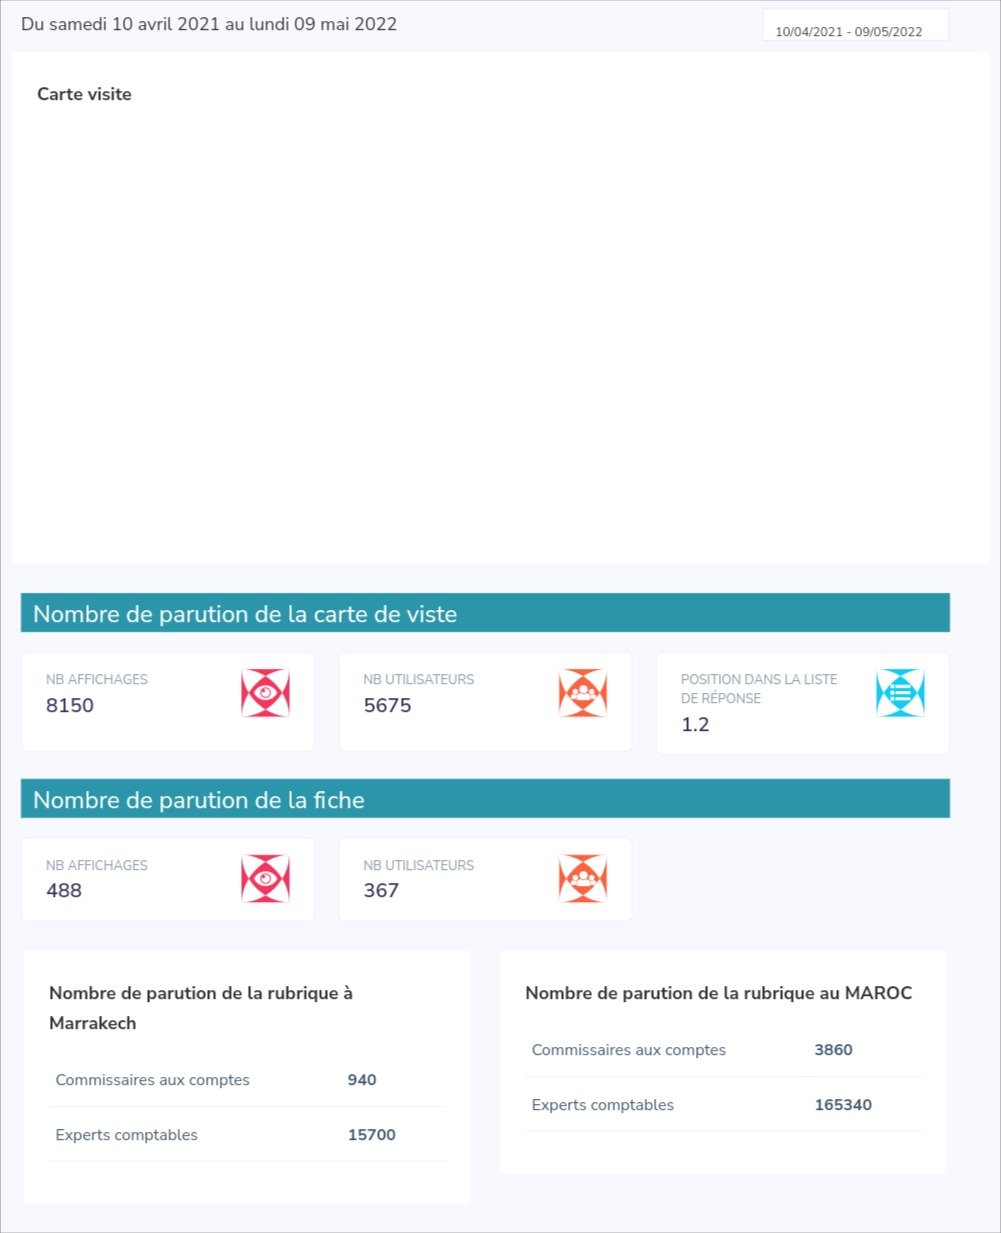 Du samedi 10 avril 2021 au lundi 09 mai 2022
10/04/2021 - 09/05/2022
Carte visite
Nombre de parution de la carte de viste
NB AFFICHAGES
8150
NB UTILISATEURS
5675
POSITION DANS LA LISTE
DE RÉPONSE
1.2
Nombre de parution de la fiche
NB AFFICHAGES
488
NB UTILISATEURS
367
Nombre de parution de la rubrique à
Marrakech
Commissaires aux comptes 940
Experts comptables 15700
Nombre de parution de la rubrique au MAROC
Commissaires aux comptes 3860
Experts comptables 165340